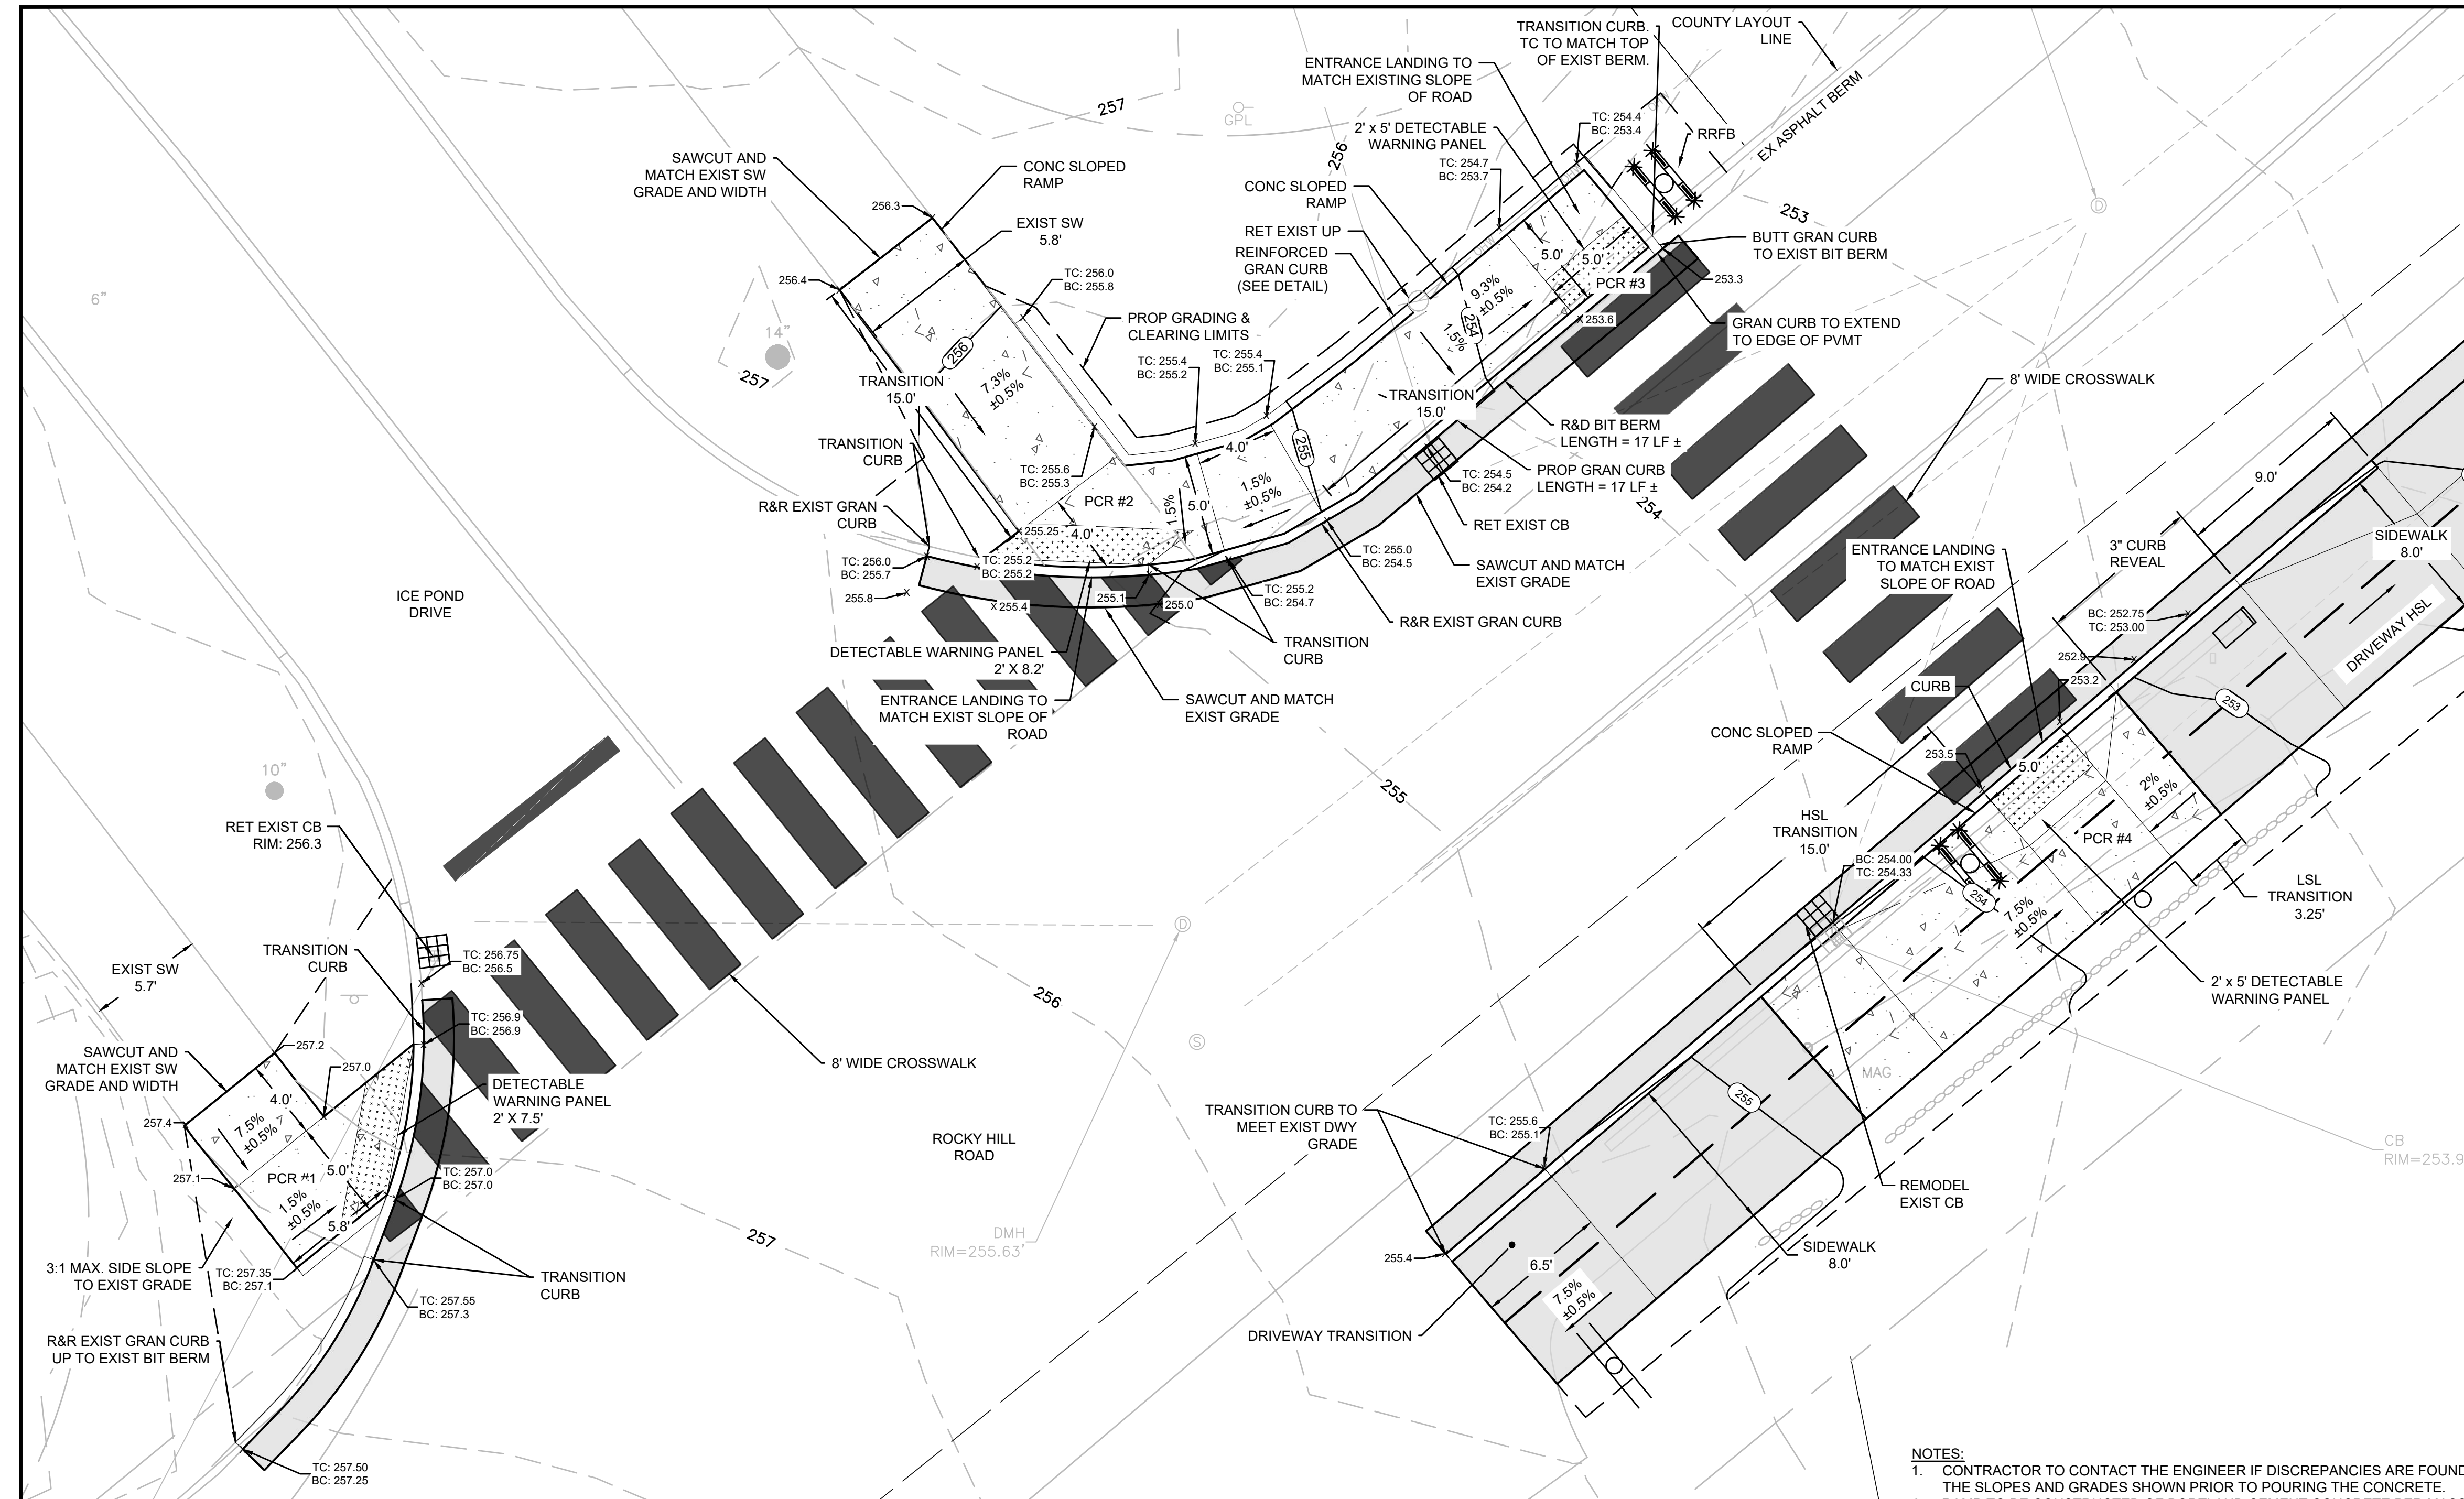 TRANSITION CURB.
TC TO MATCH TOP
OF EXIST BERM.
COUNTY LAYOUT
LINE
ENTRANCE LANDING TO
MATCH EXISTING SLOPE
OF ROAD
2' x 5' DETECTABLE
WARNING PANEL
TC: 254.4
BC: 253.4
RRFB
EX ASPHALT BERM
257
GPL
256
TC: 254.7
BC: 253.7
SAWCUT AND
MATCH EXIST SW
GRADE AND WIDTH
CONC SLOPED
RAMP
256.3
EXIST SW
5.8'
CONC SLOPED
RAMP
RET EXIST UP
REINFORCED
GRAN CURB
(SEE DETAIL)
253
D
BUTT GRAN CURB
TO EXIST BIT BERM
5.0'
5.0'
PCR #3
253.3
9.3%
±0.5%
254
1.5%
253.6
GRAN CURB TO EXTEND
TO EDGE OF PVMT
256.4
TC: 256.0
BC: 255.8
6"
14"
257
PROP GRADING &
CLEARING LIMITS
256
7.3%
±0.5%
TRANSITION
15.0'
TC: 255.4
BC: 255.2
TC: 255.4
BC: 255.1
TRANSITION
15.0'
8' WIDE CROSSWALK
R&D BIT BERM
LENGTH = 17 LF ±
PROP GRAN CURB
LENGTH = 17 LF ±
254
TRANSITION
CURB
4.0'
255
TC: 255.6
BC: 255.3
TC: 254.5
BC: 254.2
RET EXIST CB
R&R EXIST GRAN
CURB
PCR #2
1.5%
5.0'
1.5%
±0.5%
255.25
4.0'
TC: 256.0
BC: 255.7
TC: 255.2
BC: 255.2
TC: 255.0
BC: 254.5
SAWCUT AND MATCH
EXIST GRADE
255.8
255.4
255.1
255.0
TC: 255.2
BC: 254.7
R&R EXIST GRAN CURB
TRANSITION
CURB
DETECTABLE WARNING PANEL
2' X 8.2'
ENTRANCE LANDING TO
MATCH EXIST SLOPE OF
ROAD
SAWCUT AND MATCH
EXIST GRADE
ICE POND
DRIVE
9.0'
SIDEWALK
8.0'
3" CURB
REVEAL
ENTRANCE LANDING
TO MATCH EXIST
SLOPE OF ROAD
BC: 252.75
TC: 253.00
252.9
DRIVEWAY HSL
253.2
253
CURB
CONC SLOPED
RAMP
253.5
5.0'
2%
±0.5%
PCR #4
255
HSL
TRANSITION
15.0'
BC: 254.00
TC: 254.33
254
7.5%
±0.5%
LSL
TRANSITION
3.25'
2' x 5' DETECTABLE
WARNING PANEL
10"
RET EXIST CB
RIM: 256.3
D
TRANSITION
CURB
TC: 256.75
BC: 256.5
EXIST SW
5.7'
256
TC: 256.9
BC: 256.9
S
8' WIDE CROSSWALK
SAWCUT AND
MATCH EXIST SW
GRADE AND WIDTH
257.2
257.0
DETECTABLE
WARNING PANEL
2' X 7.5'
MAG
255
TRANSITION CURB TO
MEET EXIST DWY
GRADE
TC: 255.6
BC: 255.1
CB
RIM=253.9
ROCKY HILL
ROAD
257.4
4.0'
7.5%
±0.5%
257.1
PCR #1
5.0'
TC: 257.0
BC: 257.0
1.5%
±0.5%
5.8'
REMODEL
EXIST CB
DMH
RIM=255.63'
257
SIDEWALK
8.0'
3:1 MAX. SIDE SLOPE
TO EXIST GRADE
TC: 257.35
BC: 257.1
TRANSITION
CURB
255.4
6.5'
7.5%
±0.5%
TC: 257.55
BC: 257.3
DRIVEWAY TRANSITION
R&R EXIST GRAN CURB
UP TO EXIST BIT BERM
TC: 257.50
BC: 257.25
NOTES:
1. CONTRACTOR TO CONTACT THE ENGINEER IF DISCREPANCIES ARE FOUND
THE SLOPES AND GRADES SHOWN PRIOR TO POURING THE CONCRETE.